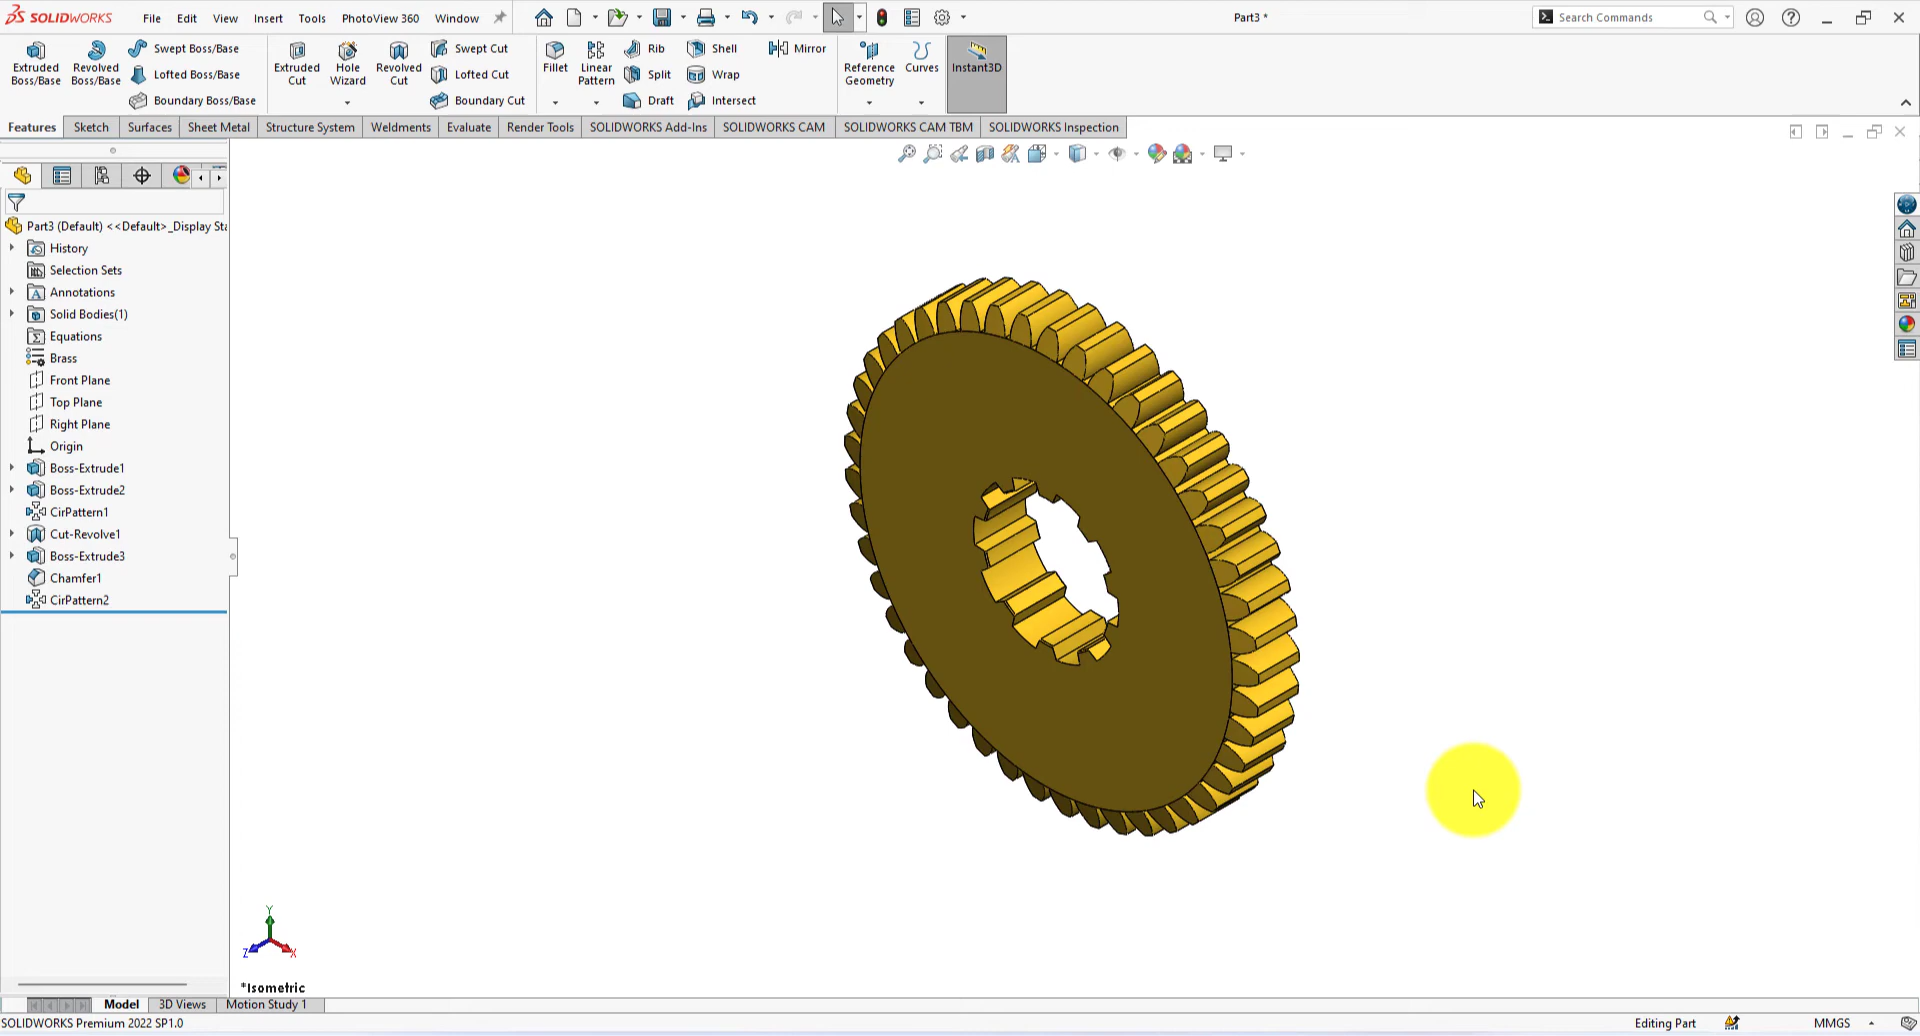 SOLIDWORKS File Edit View Insert Tools PhotoView 360 Window Part3 * Search Commands
Extruded Boss/Base
Revolved Boss/Base
Swept Boss/Base
Lofted Boss/Base
Boundary Boss/Base
Extruded Cut
Hole Wizard
Revolved Cut
Swept Cut
Lofted Cut
Boundary Cut
Fillet
Linear Pattern
Rib
Split
Draft
Shell
Wrap
Intersect
Mirror
Reference Geometry
Curves
Instant3D
Features Sketch Surfaces Sheet Metal Structure System Weldments Evaluate Render Tools SOLIDWORKS Add-Ins SOLIDWORKS CAM SOLIDWORKS CAM TBM SOLIDWORKS Inspection
Part3 (Default) <<Default>_Display Sta
History
Selection Sets
Annotations
Solid Bodies(1)
Equations
Brass
Front Plane
Top Plane
Right Plane
Origin
Boss-Extrude1
Boss-Extrude2
CirPattern1
Cut-Revolve1
Boss-Extrude3
Chamfer1
CirPattern2
Y
Z X
*Isometric
Model 3D Views Motion Study 1
SOLIDWORKS Premium 2022 SP1.0 Editing Part MMGS